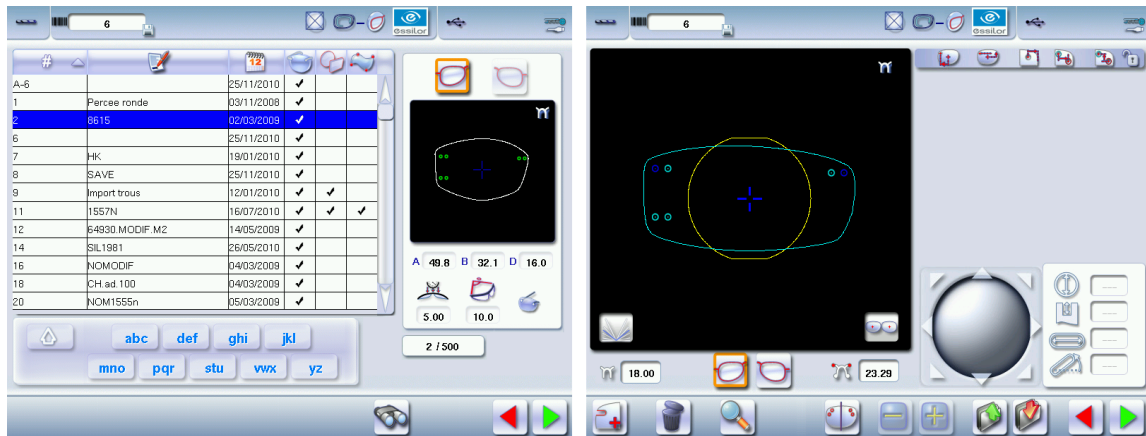 6
essilor
#
12
A-6 25/11/2010
1 Percee ronde 03/11/2008
2 8615 02/03/2009
6 25/11/2010
7 HK 19/01/2010
8 SAVE 25/11/2010
9 Import trous 12/01/2010
11 1557N 16/07/2010
12 64930.MODIF.M2 14/05/2009
14 SIL1981 26/05/2010
16 NOMODIF 04/03/2009
18 CH.ad.100 04/03/2009
20 NOM1555n 05/03/2009
A 49.8 B 32.1 D 16.0
5.00 10.0
2 / 500
abc def ghi jkl
mno pqr stu vwx yz
6
essilor
18.00 23.29
---
---
---
---